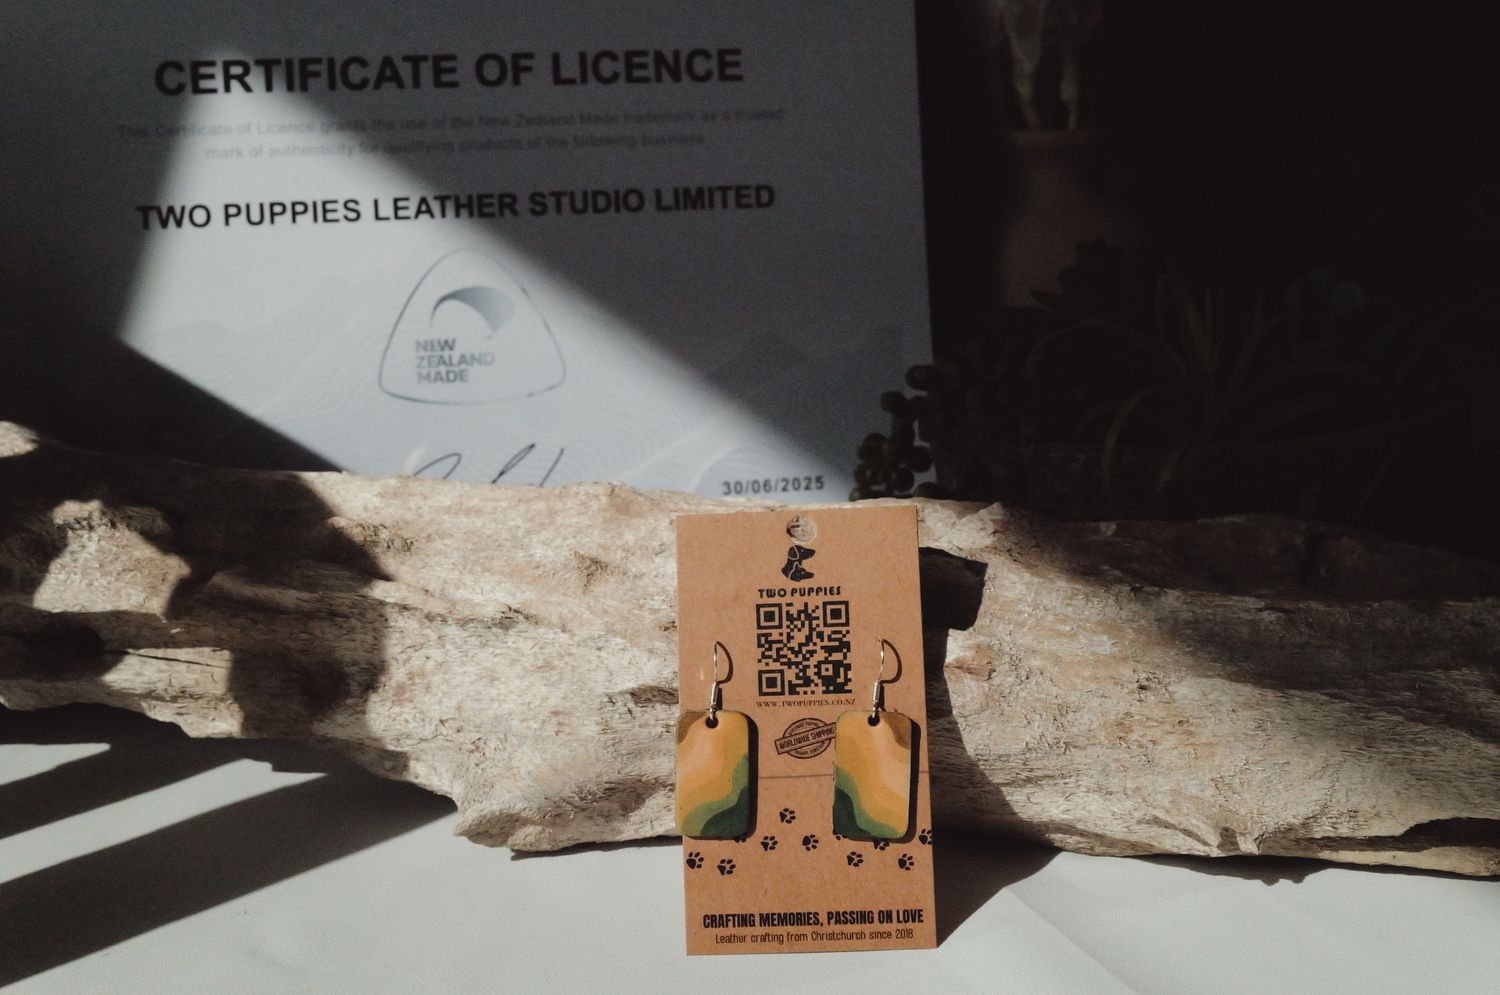 CERTIFICATE OF LICENCE
This Certificate of Licence grants the use of the New Zealand Made trademark as a trusted
mark of authenticity for qualifying products of the following business.
TWO PUPPIES LEATHER STUDIO LIMITED
NEW
ZEALAND
MADE
30/06/2025
TWO PUPPIES
WWW.TWOPUPPIES.CO.NZ
WORLDWIDE SHIPPING
CRAFTING MEMORIES, PASSING ON LOVE
Leather crafting from Christchurch since 2018